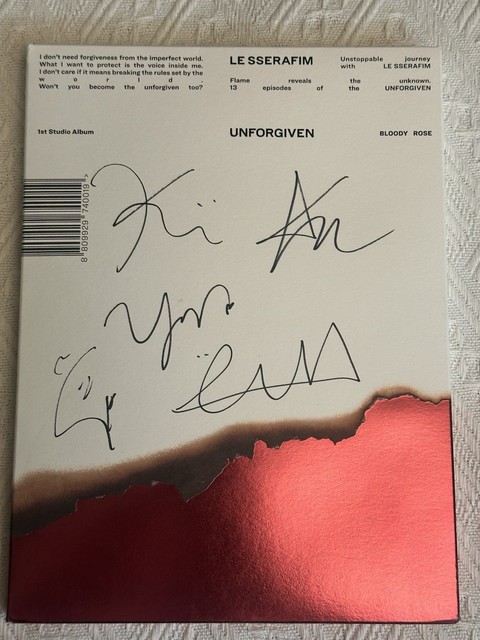 I don't need forgiveness from the imperfect world.
What I want to protect is the voice inside me.
I don't care if it means breaking the rules set by the
w o r l d .
Won't you become the unforgiven too?
LE SSERAFIM
Flame reveals the unknown.
13 episodes of the UNFORGIVEN
Unstoppable journey
with LE SSERAFIM
1st Studio Album
UNFORGIVEN
BLOODY ROSE
8 809929 740019 >